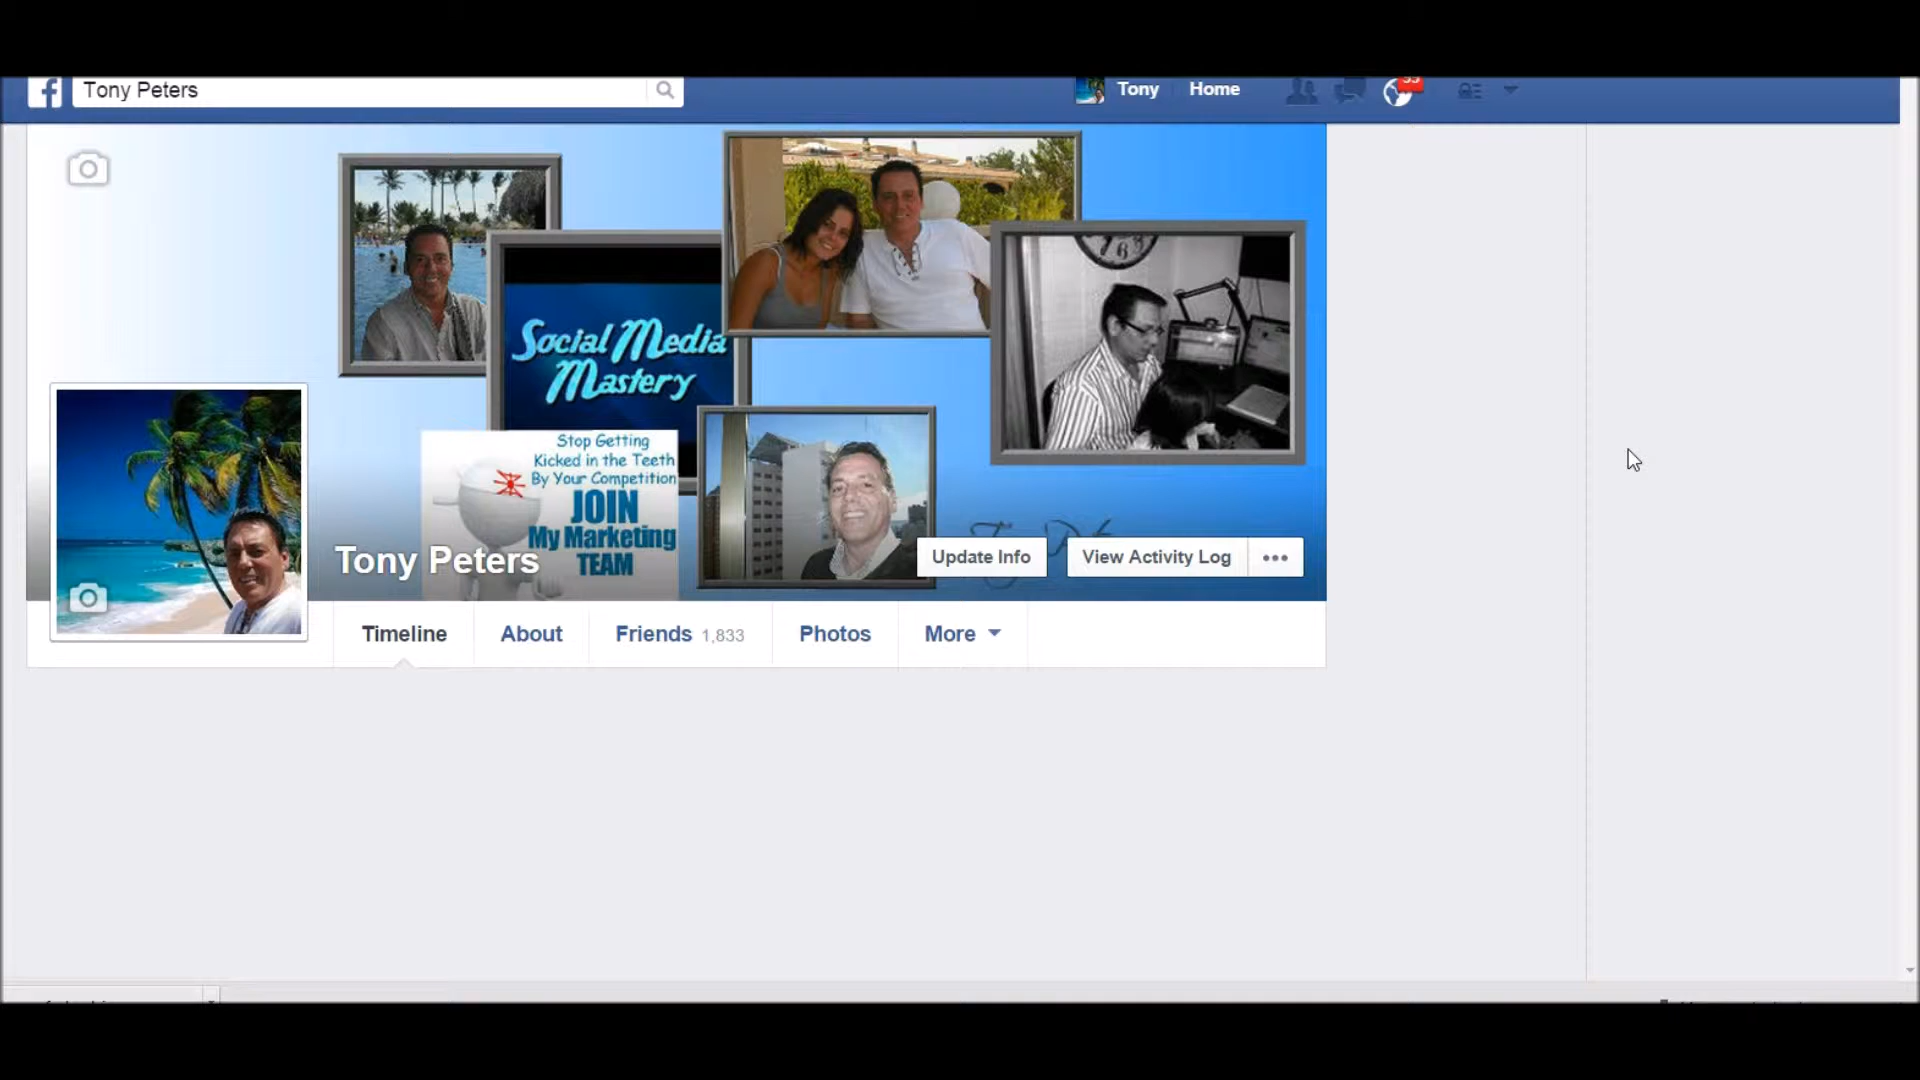 Tony Peters
Tony
Home
Social Media
Mastery
Stop Getting
Kicked in the Teeth
By Your Competition
JOIN
My Marketing
TEAM
Tony Peters
Update Info
View Activity Log
Timeline
About
Friends 1,833
Photos
More